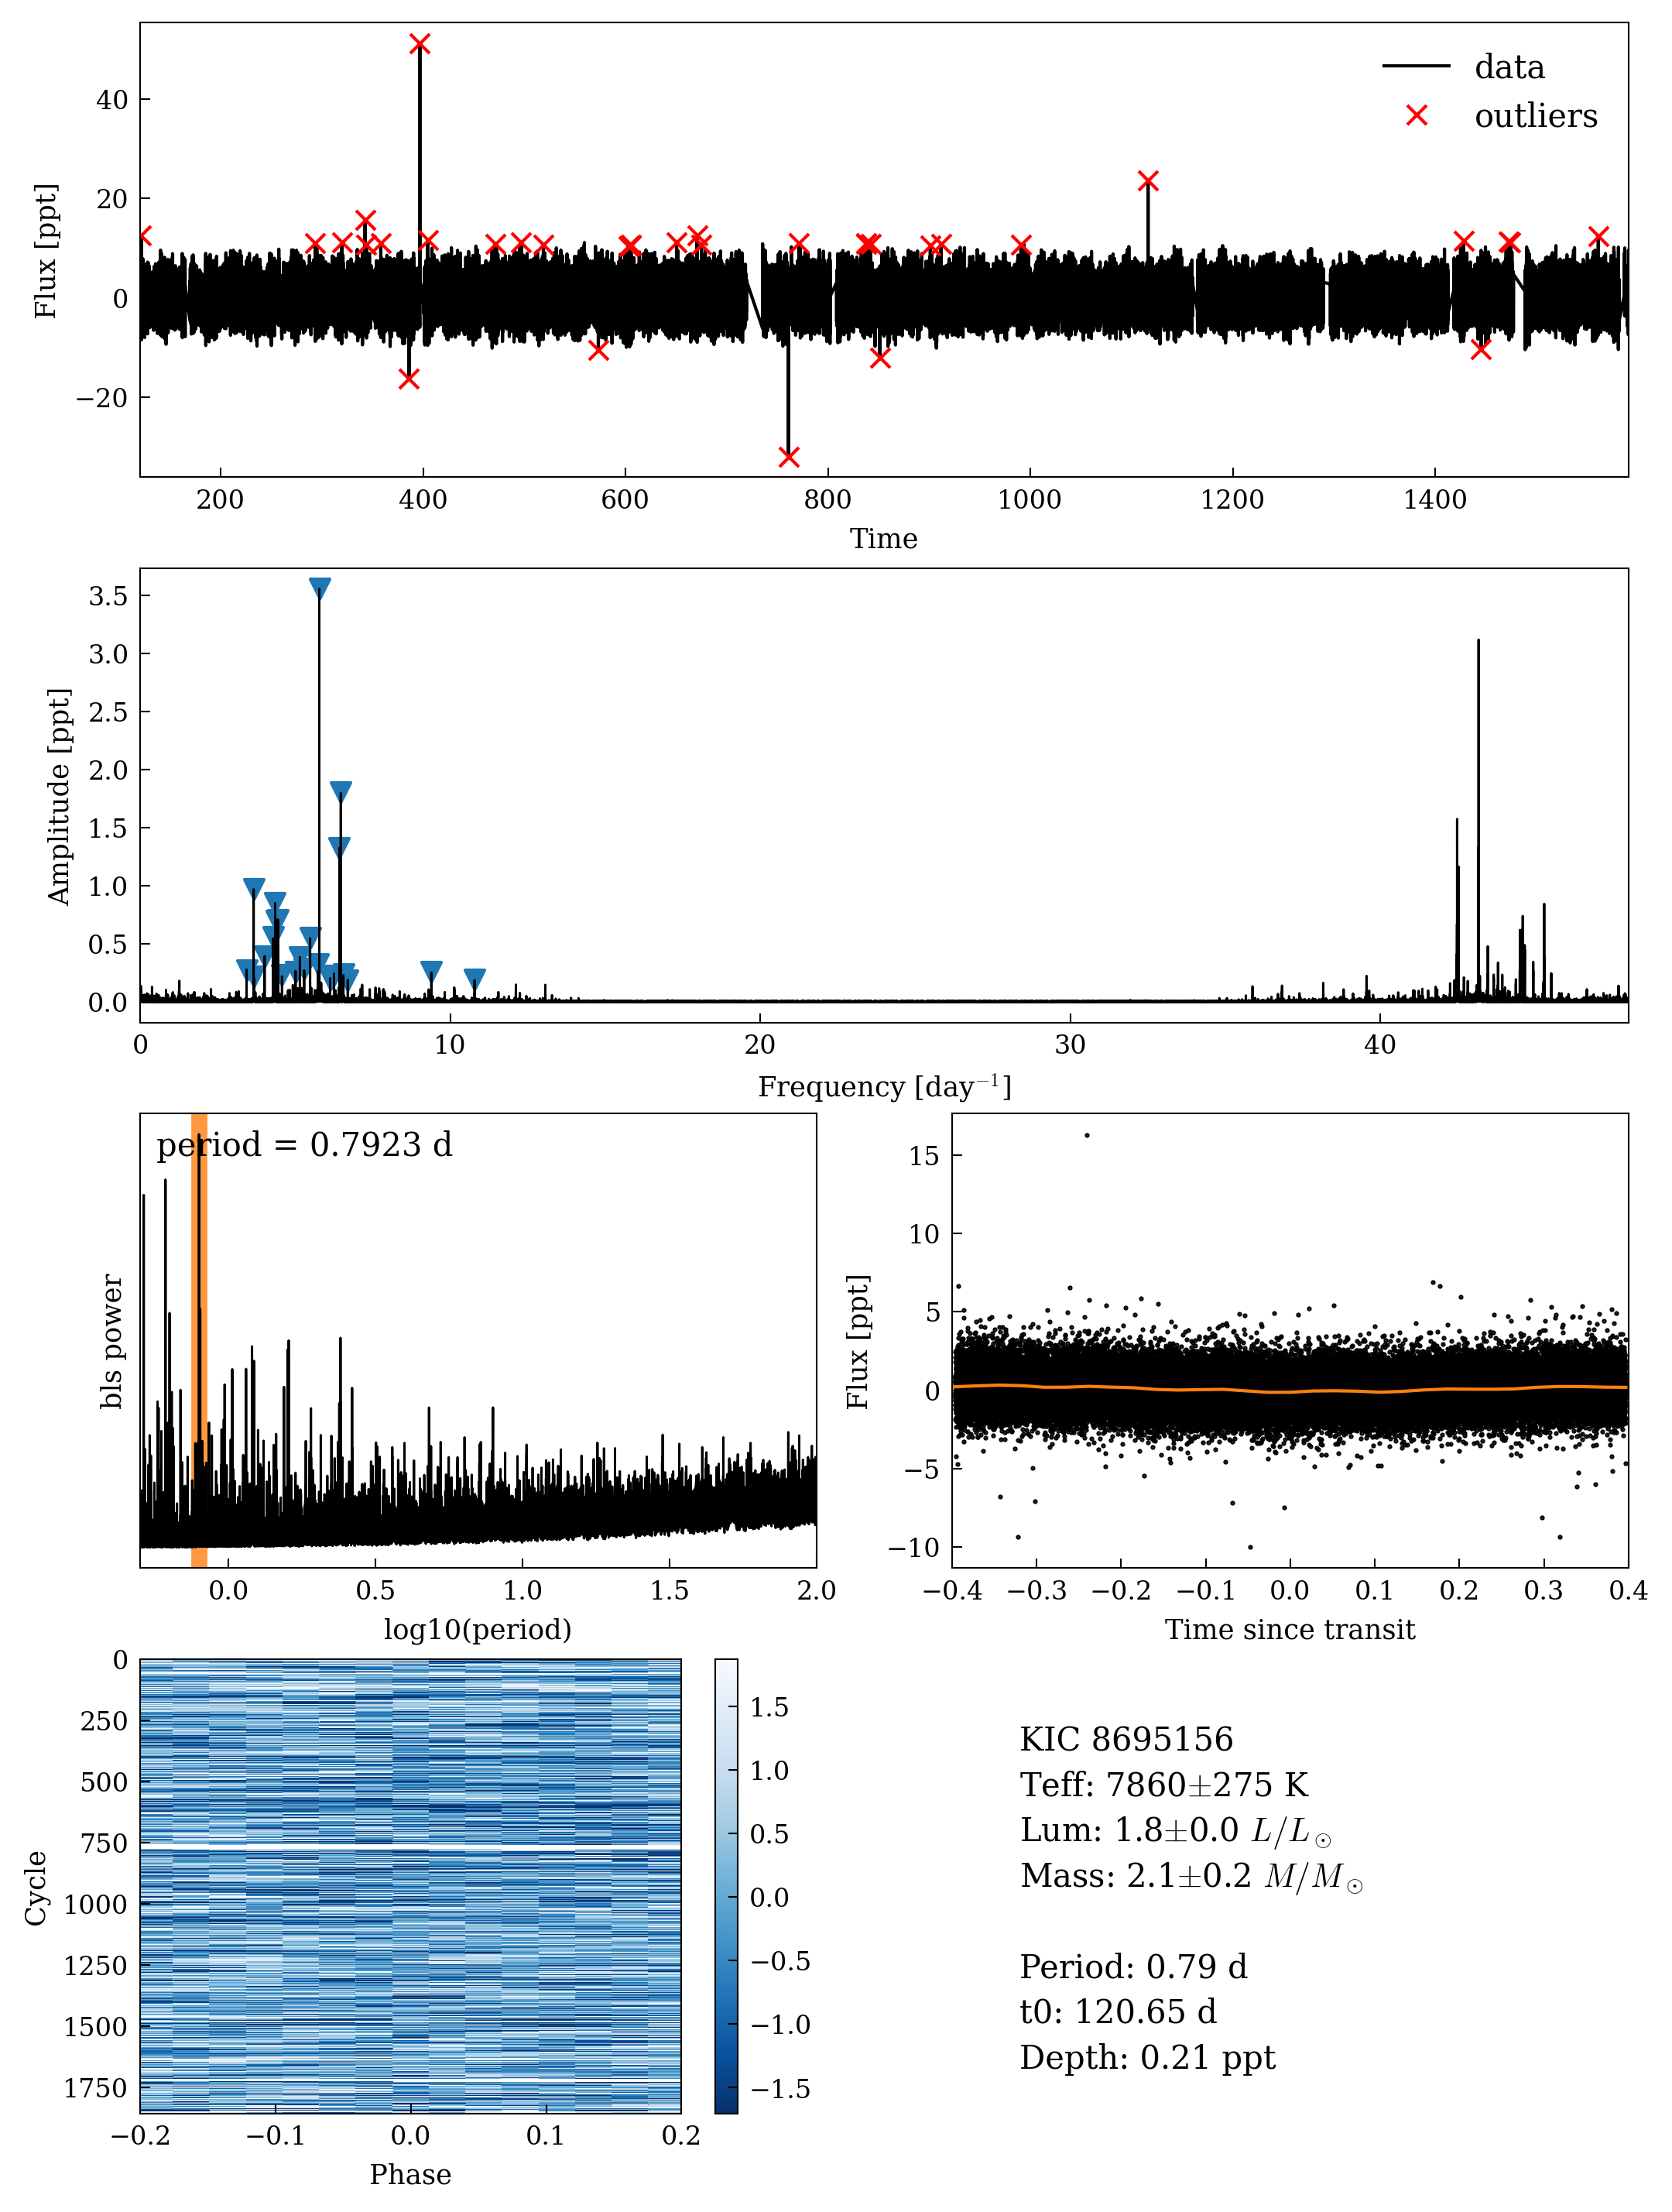 data
outliers
40
20
0
−20
Flux [ppt]
200 400 600 800 1000 1200 1400
Time
3.5
3.0
2.5
2.0
1.5
1.0
0.5
0.0
Amplitude [ppt]
0 10 20 30 40
Frequency [day⁻¹]
period = 0.7923 d
bls power
0.0 0.5 1.0 1.5 2.0
log10(period)
15
10
5
0
−5
−10
Flux [ppt]
−0.4 −0.3 −0.2 −0.1 0.0 0.1 0.2 0.3 0.4
Time since transit
0
250
500
750
1000
1250
1500
1750
Cycle
−0.2 −0.1 0.0 0.1 0.2
Phase
1.5
1.0
0.5
0.0
−0.5
−1.0
−1.5
KIC 8695156
Teff: 7860±275 K
Lum: 1.8±0.0 L/L☉
Mass: 2.1±0.2 M/M☉
Period: 0.79 d
t0: 120.65 d
Depth: 0.21 ppt